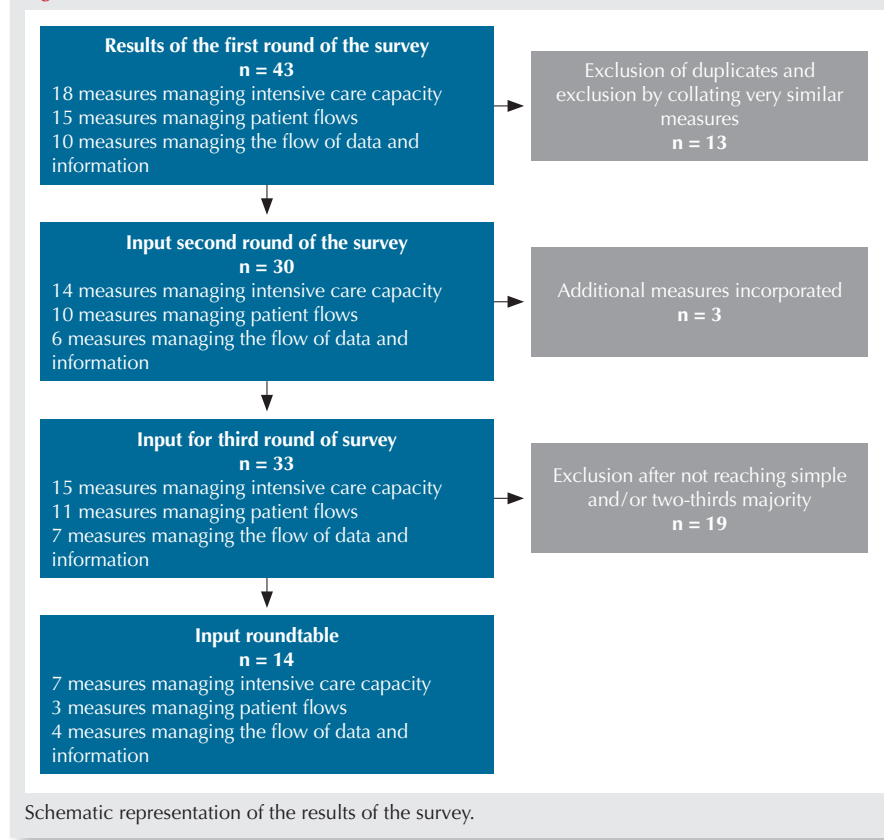 Results of the first round of the survey
n = 43
18 measures managing intensive care capacity
15 measures managing patient flows
10 measures managing the flow of data and
information
Exclusion of duplicates and
exclusion by collating very similar
measures
n = 13
Input second round of the survey
n = 30
14 measures managing intensive care capacity
10 measures managing patient flows
6 measures managing the flow of data and
information
Additional measures incorporated
n = 3
Input for third round of survey
n = 33
15 measures managing intensive care capacity
11 measures managing patient flows
7 measures managing the flow of data and
information
Exclusion after not reaching simple
and/or two-thirds majority
n = 19
Input roundtable
n = 14
7 measures managing intensive care capacity
3 measures managing patient flows
4 measures managing the flow of data and
information
Schematic representation of the results of the survey.